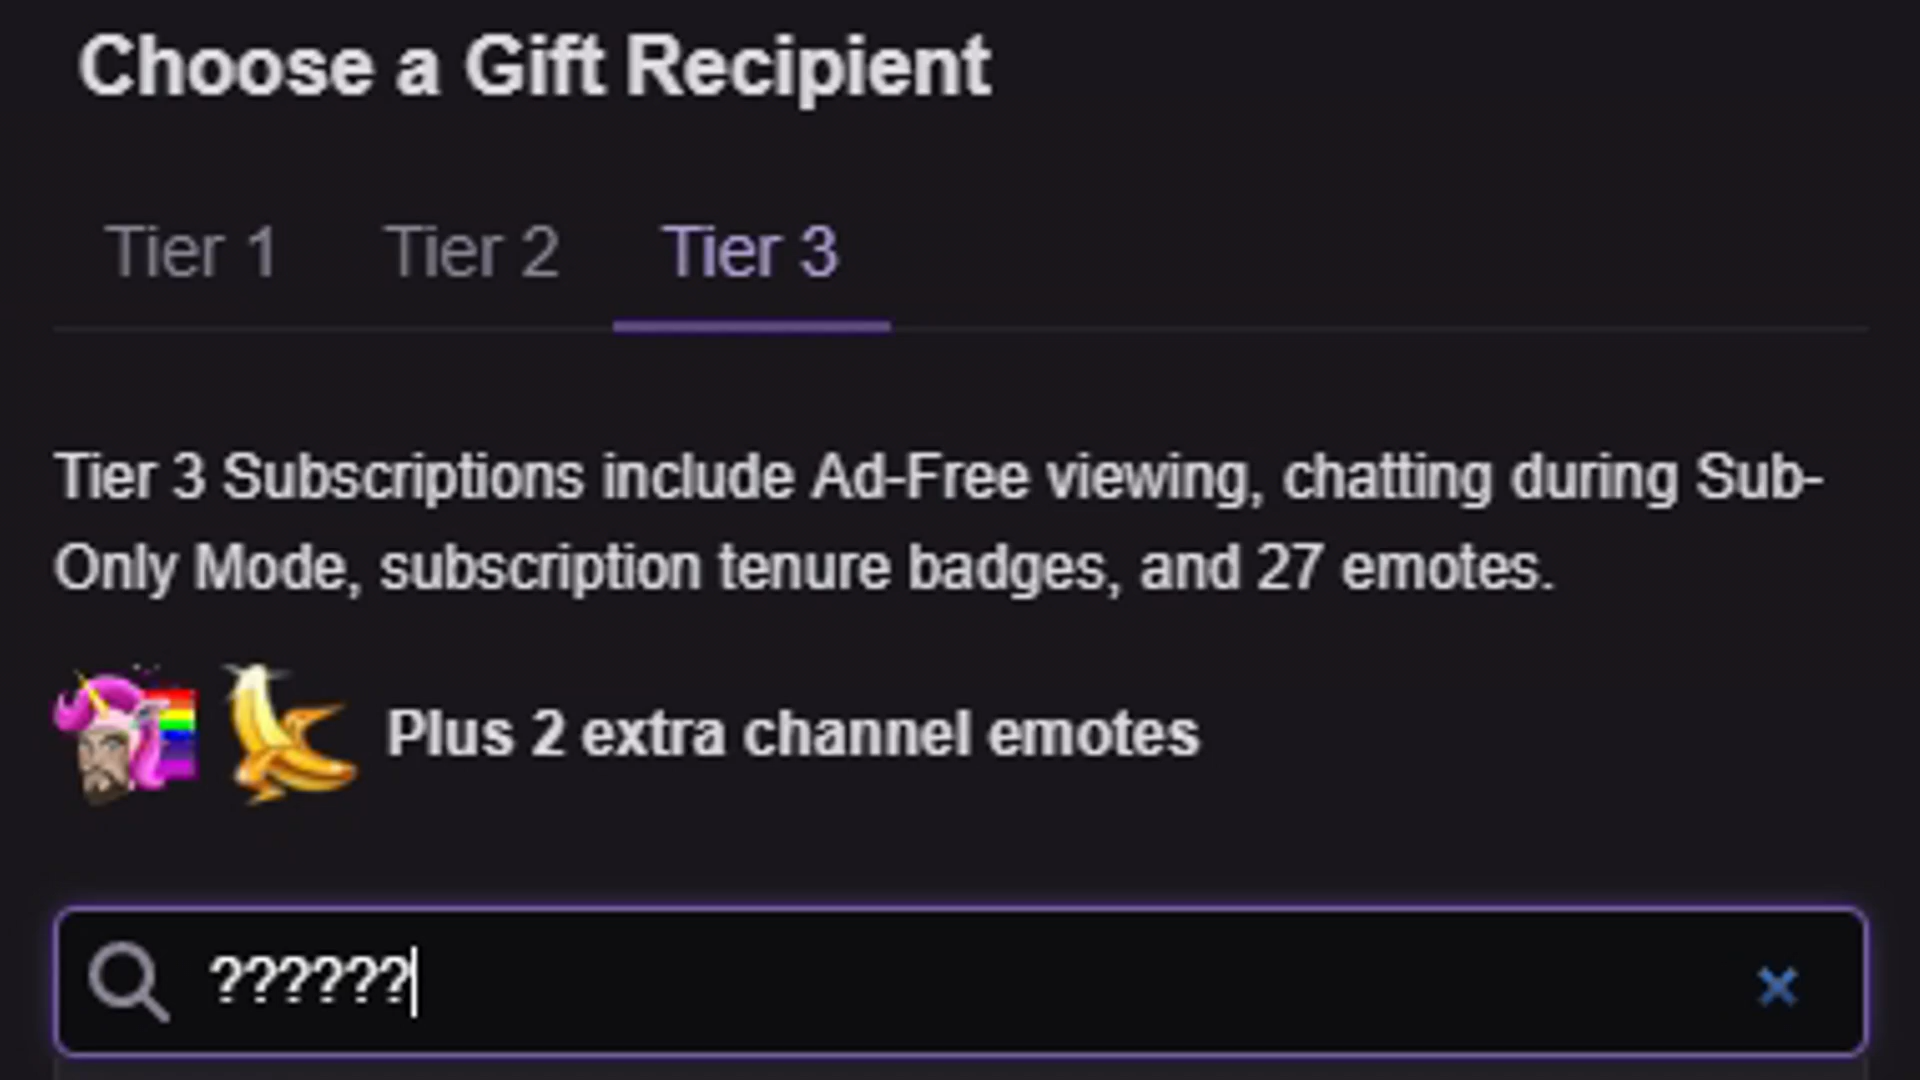 Choose a Gift Recipient
Tier 1 Tier 2 Tier 3
Tier 3 Subscriptions include Ad-Free viewing, chatting during Sub-
Only Mode, subscription tenure badges, and 27 emotes.
Plus 2 extra channel emotes
??????